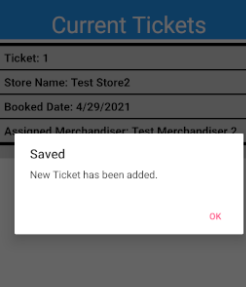 Current Tickets
Ticket: 1
Store Name: Test Store2
Booked Date: 4/29/2021
Assigned Merchandiser: Test Merchandiser 2
Saved
New Ticket has been added.
OK